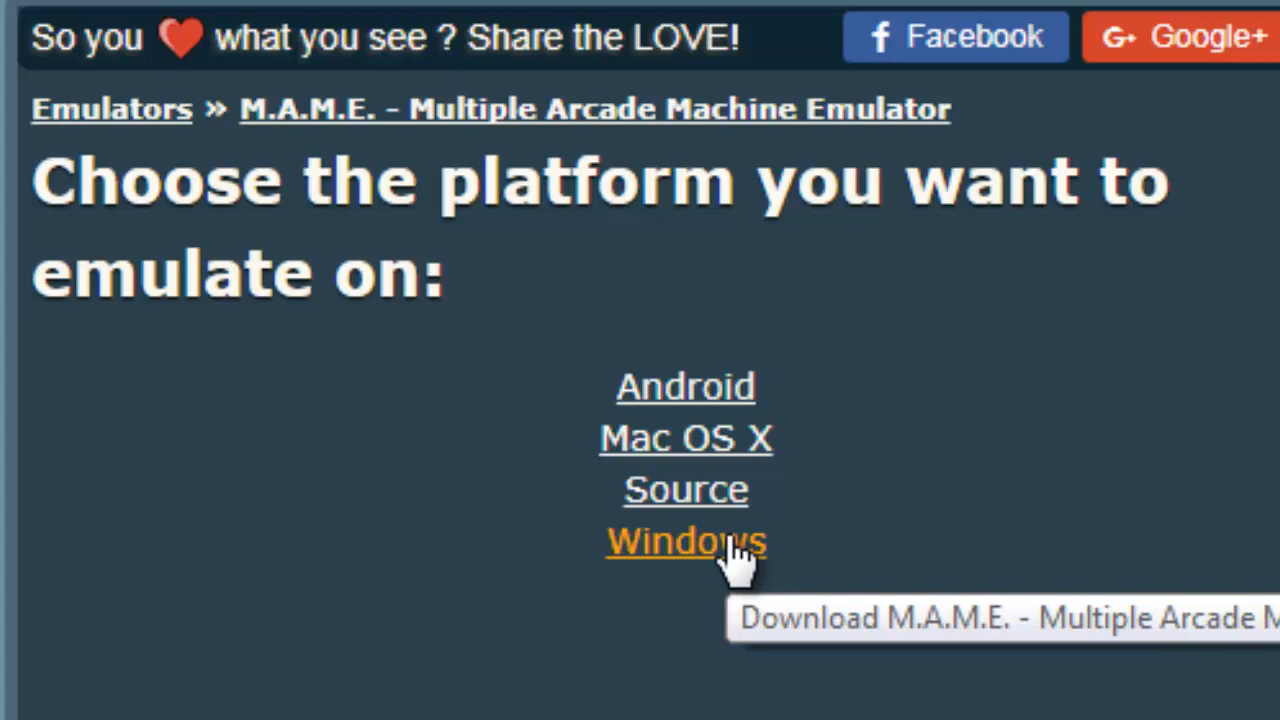 So you ❤ what you see ? Share the LOVE!
Facebook
G+ Google+
Emulators » M.A.M.E. - Multiple Arcade Machine Emulator
Choose the platform you want to
emulate on:
Android
Mac OS X
Source
Windows
Download M.A.M.E. - Multiple Arcade M